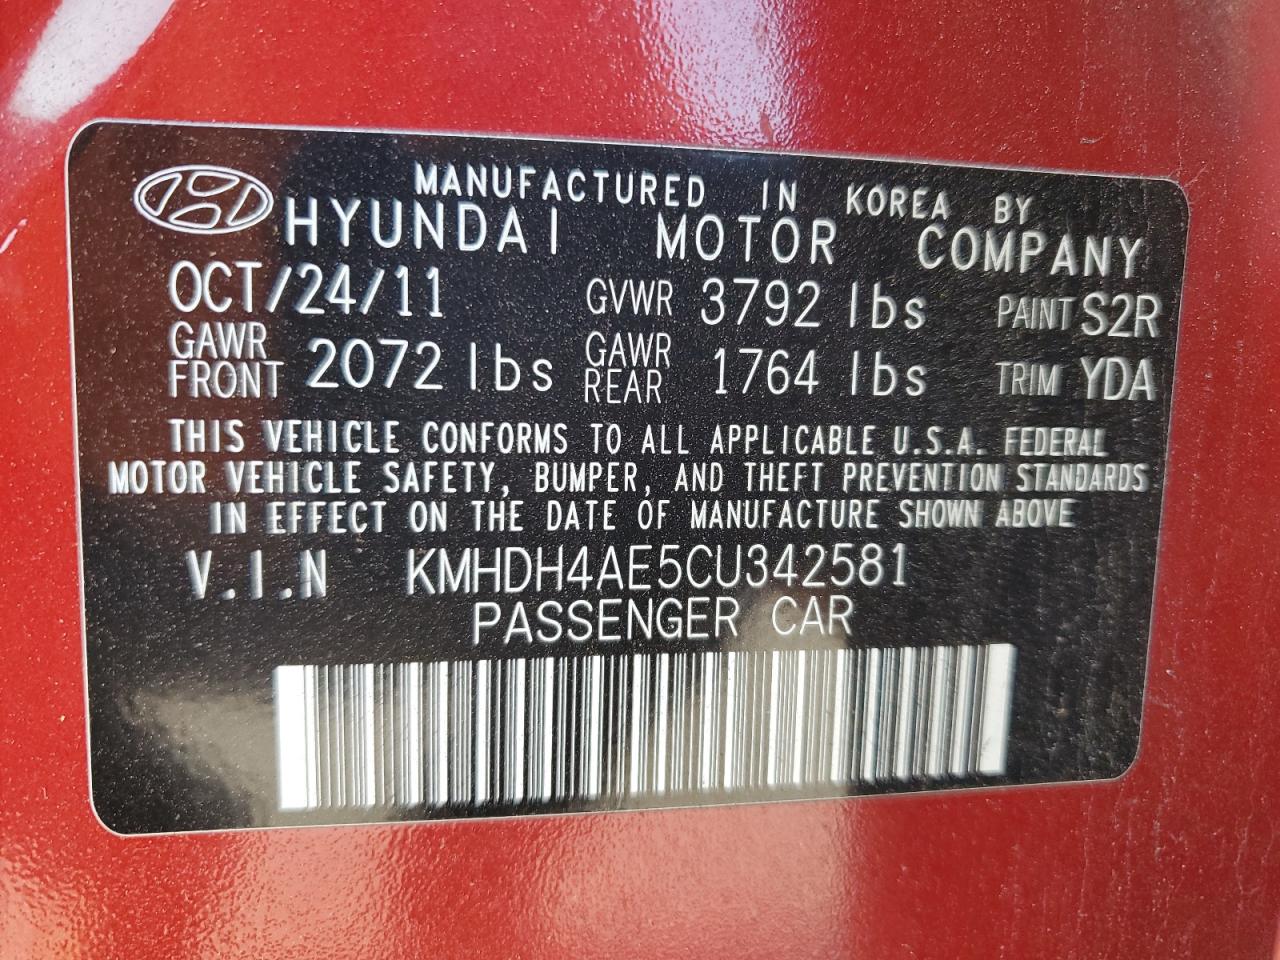 MANUFACTURED IN KOREA BY
HYUNDAI MOTOR COMPANY
OCT/24/11 GVWR 3792 lbs PAINT S2R
GAWR FRONT 2072 lbs GAWR REAR 1764 lbs TRIM YDA
THIS VEHICLE CONFORMS TO ALL APPLICABLE U.S.A. FEDERAL
MOTOR VEHICLE SAFETY, BUMPER, AND THEFT PREVENTION STANDARDS
IN EFFECT ON THE DATE OF MANUFACTURE SHOWN ABOVE
V.I.N KMHDH4AE5CU342581
PASSENGER CAR